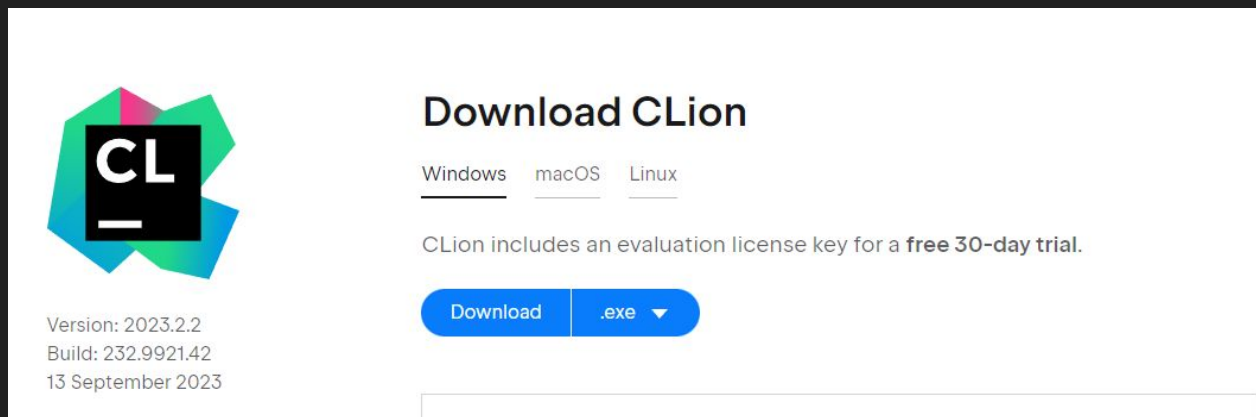 CL
Version: 2023.2.2
Build: 232.9921.42
13 September 2023
Download CLion
Windows macOS Linux
CLion includes an evaluation license key for a free 30-day trial.
Download .exe